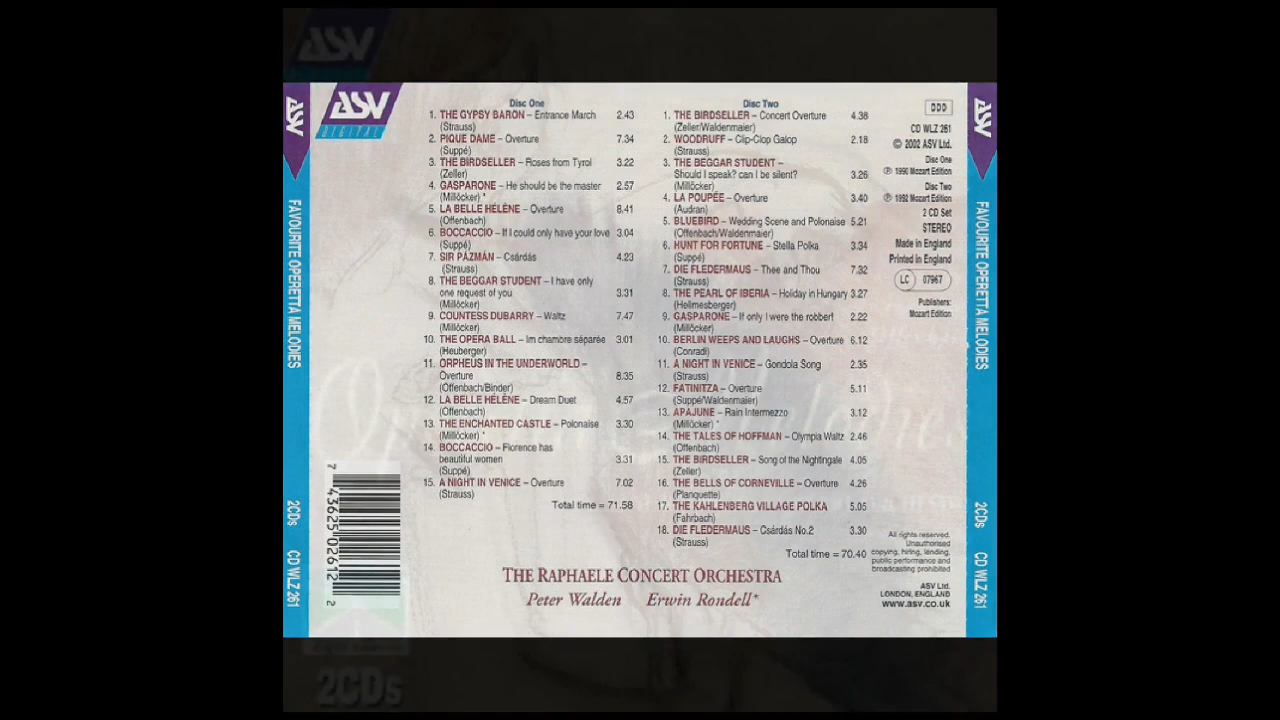 ASV
ASV
DIGITAL
FAVOURITE OPERETTA MELODIES
2CDs
CD WLZ 261
Disc One
1. THE GYPSY BARON – Entrance March 2.43
(Strauss)
2. PIQUE DAME – Overture 7.34
(Suppé)
3. THE BIRDSELLER – Roses from Tyrol 3.22
(Zeller)
4. GASPARONE – He should be the master 2.57
(Millöcker) *
5. LA BELLE HÉLÈNE – Overture 8.41
(Offenbach)
6. BOCCACCIO – If I could only have your love 3.04
(Suppé)
7. SIR PÁZMÁN – Csárdás 4.23
(Strauss)
8. THE BEGGAR STUDENT – I have only
one request of you 3.31
(Millöcker)
9. COUNTESS DUBARRY – Waltz 7.47
(Millöcker)
10. THE OPERA BALL – Im chambre séparée 3.01
(Heuberger)
11. ORPHEUS IN THE UNDERWORLD –
Overture 8.35
(Offenbach/Binder)
12. LA BELLE HÉLÈNE – Dream Duet 4.57
(Offenbach)
13. THE ENCHANTED CASTLE – Polonaise 3.30
(Millöcker) *
14. BOCCACCIO – Florence has
beautiful women 3.31
(Suppé)
15. A NIGHT IN VENICE – Overture 7.02
(Strauss)
Total time = 71.58
Disc Two
1. THE BIRDSELLER – Concert Overture 4.38
(Zeller/Waldenmaier)
2. WOODRUFF – Clip-Clop Galop 2.18
(Strauss)
3. THE BEGGAR STUDENT –
Should I speak? can I be silent? 3.26
(Millöcker)
4. LA POUPÉE – Overture 3.40
(Audran)
5. BLUEBIRD – Wedding Scene and Polonaise 5.21
(Offenbach/Waldenmaier)
6. HUNT FOR FORTUNE – Stella Polka 3.34
(Suppé)
7. DIE FLEDERMAUS – Thee and Thou 7.32
(Strauss)
8. THE PEARL OF IBERIA – Holiday in Hungary 3.27
(Hellmesberger)
9. GASPARONE – If only I were the robber! 2.22
(Millöcker)
10. BERLIN WEEPS AND LAUGHS – Overture 6.12
(Conradi)
11. A NIGHT IN VENICE – Gondola Song 2.35
(Strauss)
12. FATINITZA – Overture 5.11
(Suppé/Waldenmaier)
13. APAJUNE – Rain Intermezzo 3.12
(Millöcker) *
14. THE TALES OF HOFFMAN – Olympia Waltz 2.46
(Offenbach)
15. THE BIRDSELLER – Song of the Nightingale 4.05
(Zeller)
16. THE BELLS OF CORNEVILLE – Overture 4.26
(Planquette)
17. THE KAHLENBERG VILLAGE POLKA 5.05
(Fahrbach)
18. DIE FLEDERMAUS – Csárdás No.2 3.30
(Strauss)
Total time = 70.40
DDD
CD WLZ 261
© 2002 ASV Ltd.
Disc One
℗ 1990 Mozart Edition
Disc Two
℗ 1992 Mozart Edition
2 CD Set
STEREO
Made in England
Printed in England
LC 07967
Publishers:
Mozart Edition
All rights reserved.
Unauthorised
copying, hiring, lending,
public performance and
broadcasting prohibited
ASV Ltd.
LONDON, ENGLAND
www.asv.co.uk
7 43625 02612 2
THE RAPHAELE CONCERT ORCHESTRA
Peter Walden Erwin Rondell*
ASV
FAVOURITE OPERETTA MELODIES
2CDs
CD WLZ 261
ASV
2CDs